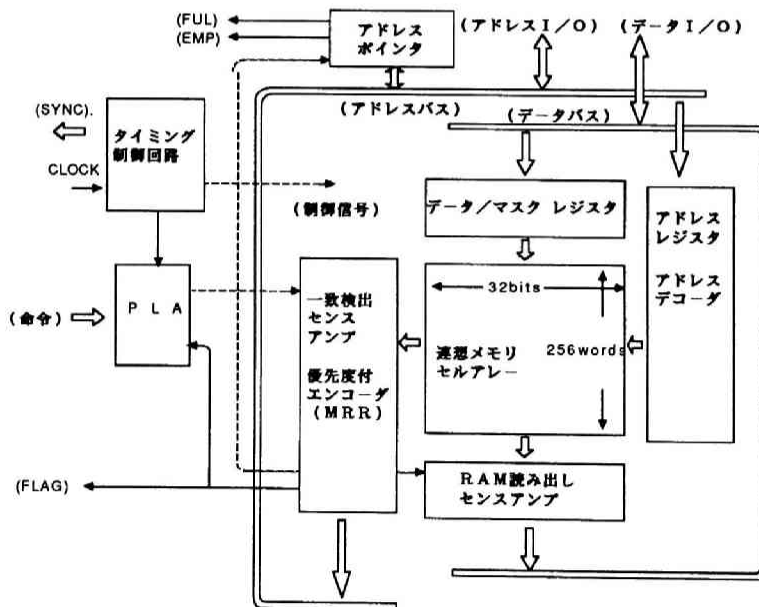 (FUL)
(EMP)
アドレス
ポインタ
(アドレスI/O)
(データI/O)
(アドレスバス)
(データバス)
(SYNC).
タイミング
制御回路
CLOCK
(制御信号)
データ/マスク レジスタ
アドレス
レジスタ
アドレス
デコーダ
(命令)
PLA
一致検出
センス
アンプ
優先度付
エンコーダ
(MRR)
32bits
256words
連想メモリ
セルアレー
(FLAG)
RAM読み出し
センスアンプ